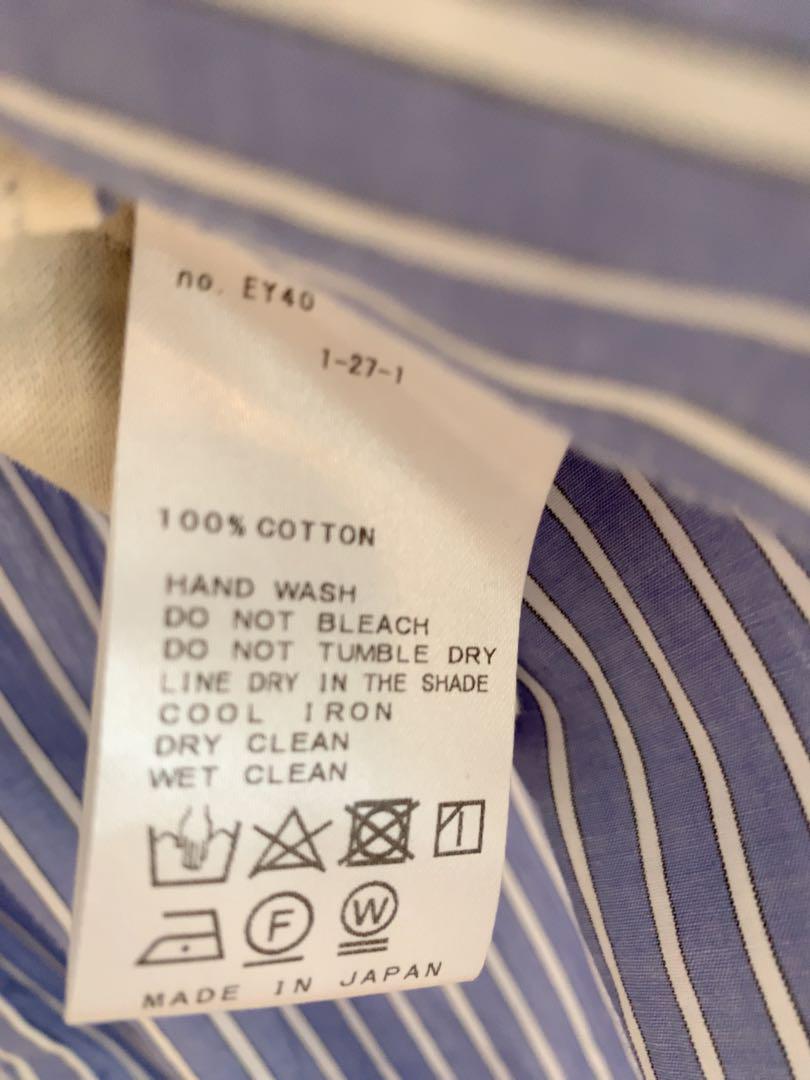 no. EY40
1-27-1
100% COTTON
HAND WASH
DO NOT BLEACH
DO NOT TUMBLE DRY
LINE DRY IN THE SHADE
COOL IRON
DRY CLEAN
WET CLEAN
F W
MADE IN JAPAN